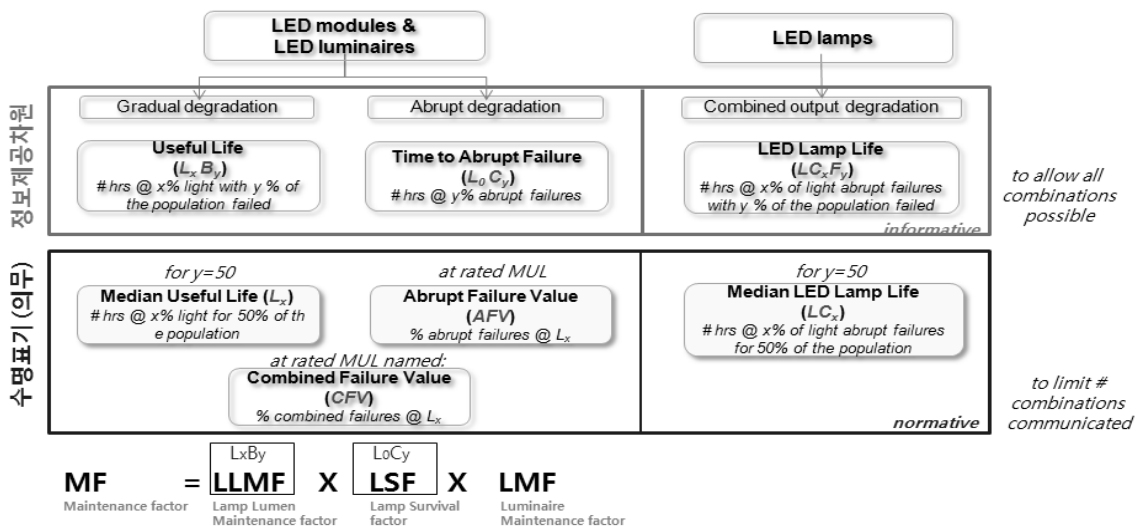 LED modules &
LED luminaires
LED lamps
정보제공차원
Gradual degradation
Abrupt degradation
Combined output degradation
Useful Life
(Lx By)
# hrs @ x% light with y % of
the population failed
Time to Abrupt Failure
(L0 Cy)
# hrs @ y% abrupt failures
LED Lamp Life
(LCxFy)
# hrs @ x% of light abrupt failures
with y % of the population failed
informative
to allow all
combinations
possible
수명표기 (의무)
for y=50
Median Useful Life (Lx)
# hrs @ x% light for 50% of th
e population
at rated MUL
Abrupt Failure Value
(AFV)
% abrupt failures @ Lx
for y=50
Median LED Lamp Life
(LCx)
# hrs @ x% of light abrupt failures
for 50% of the population
at rated MUL named:
Combined Failure Value
(CFV)
% combined failures @ Lx
normative
to limit #
combinations
communicated
LxBy
L0Cy
MF = LLMF X LSF X LMF
Maintenance factor
Lamp Lumen
Maintenance factor
Lamp Survival
factor
Luminaire
Maintenance factor